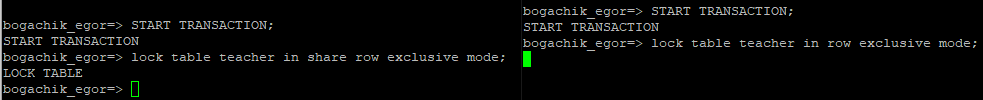 bogachik_egor=> START TRANSACTION;
START TRANSACTION
bogachik_egor=> lock table teacher in share row exclusive mode;
LOCK TABLE
bogachik_egor=>
bogachik_egor=> START TRANSACTION;
START TRANSACTION
bogachik_egor=> lock table teacher in row exclusive mode;